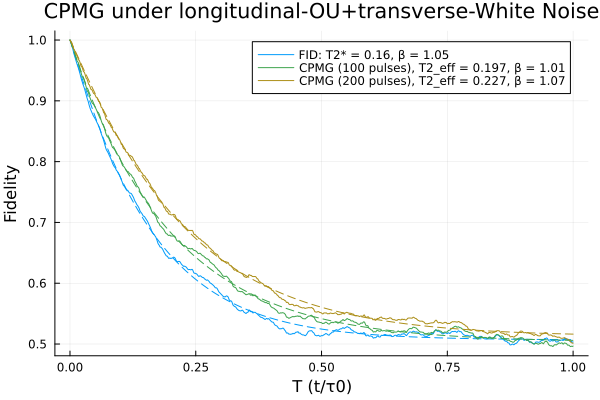 CPMG under longitudinal-OU+transverse-White Noise
FID: T2* = 0.16, β = 1.05
CPMG (100 pulses), T2_eff = 0.197, β = 1.01
CPMG (200 pulses), T2_eff = 0.227, β = 1.07
Fidelity
1.0
0.9
0.8
0.7
0.6
0.5
0.00 0.25 0.50 0.75 1.00
T (t/τ0)